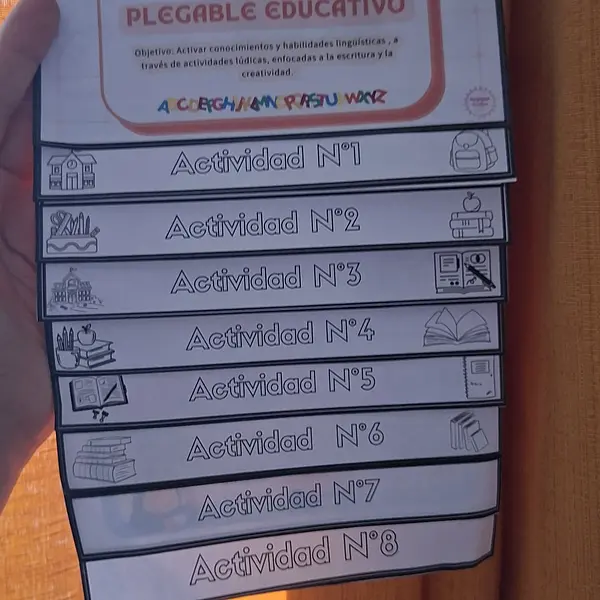 PLEGABLE EDUCATIVO
Objetivo: Activar conocimientos y habilidades lingüísticas , a
través de actividades lúdicas, enfocadas a la escritura y la
creatividad.
Actividad N°1
Actividad N°2
Actividad N°3
Actividad N°4
Actividad N°5
Actividad N°6
Actividad N°7
Actividad N°8